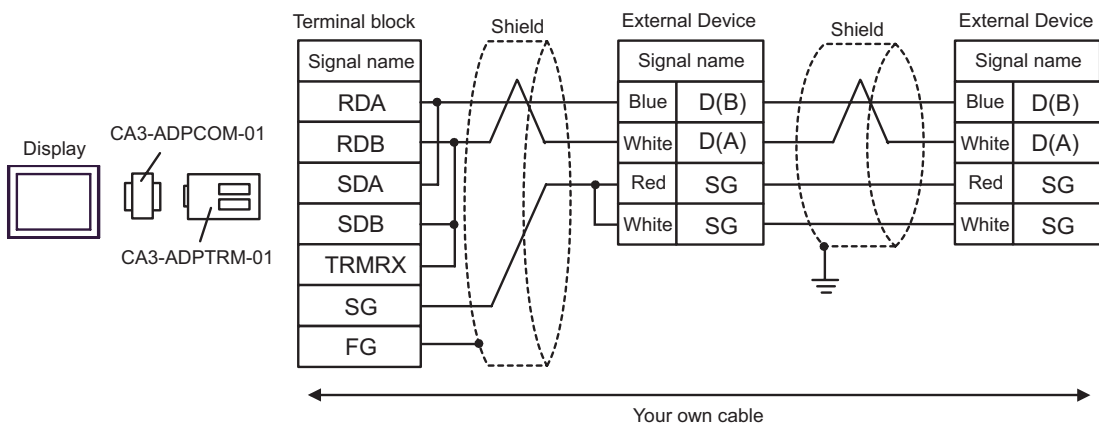 Terminal block
Shield
External Device
Shield
External Device
Signal name
Signal name
Signal name
RDA
Blue
D(B)
Blue
D(B)
CA3-ADPCOM-01
RDB
White
D(A)
White
D(A)
Display
SDA
Red
SG
Red
SG
SDB
White
SG
White
SG
CA3-ADPTRM-01
TRMRX
SG
FG
Your own cable